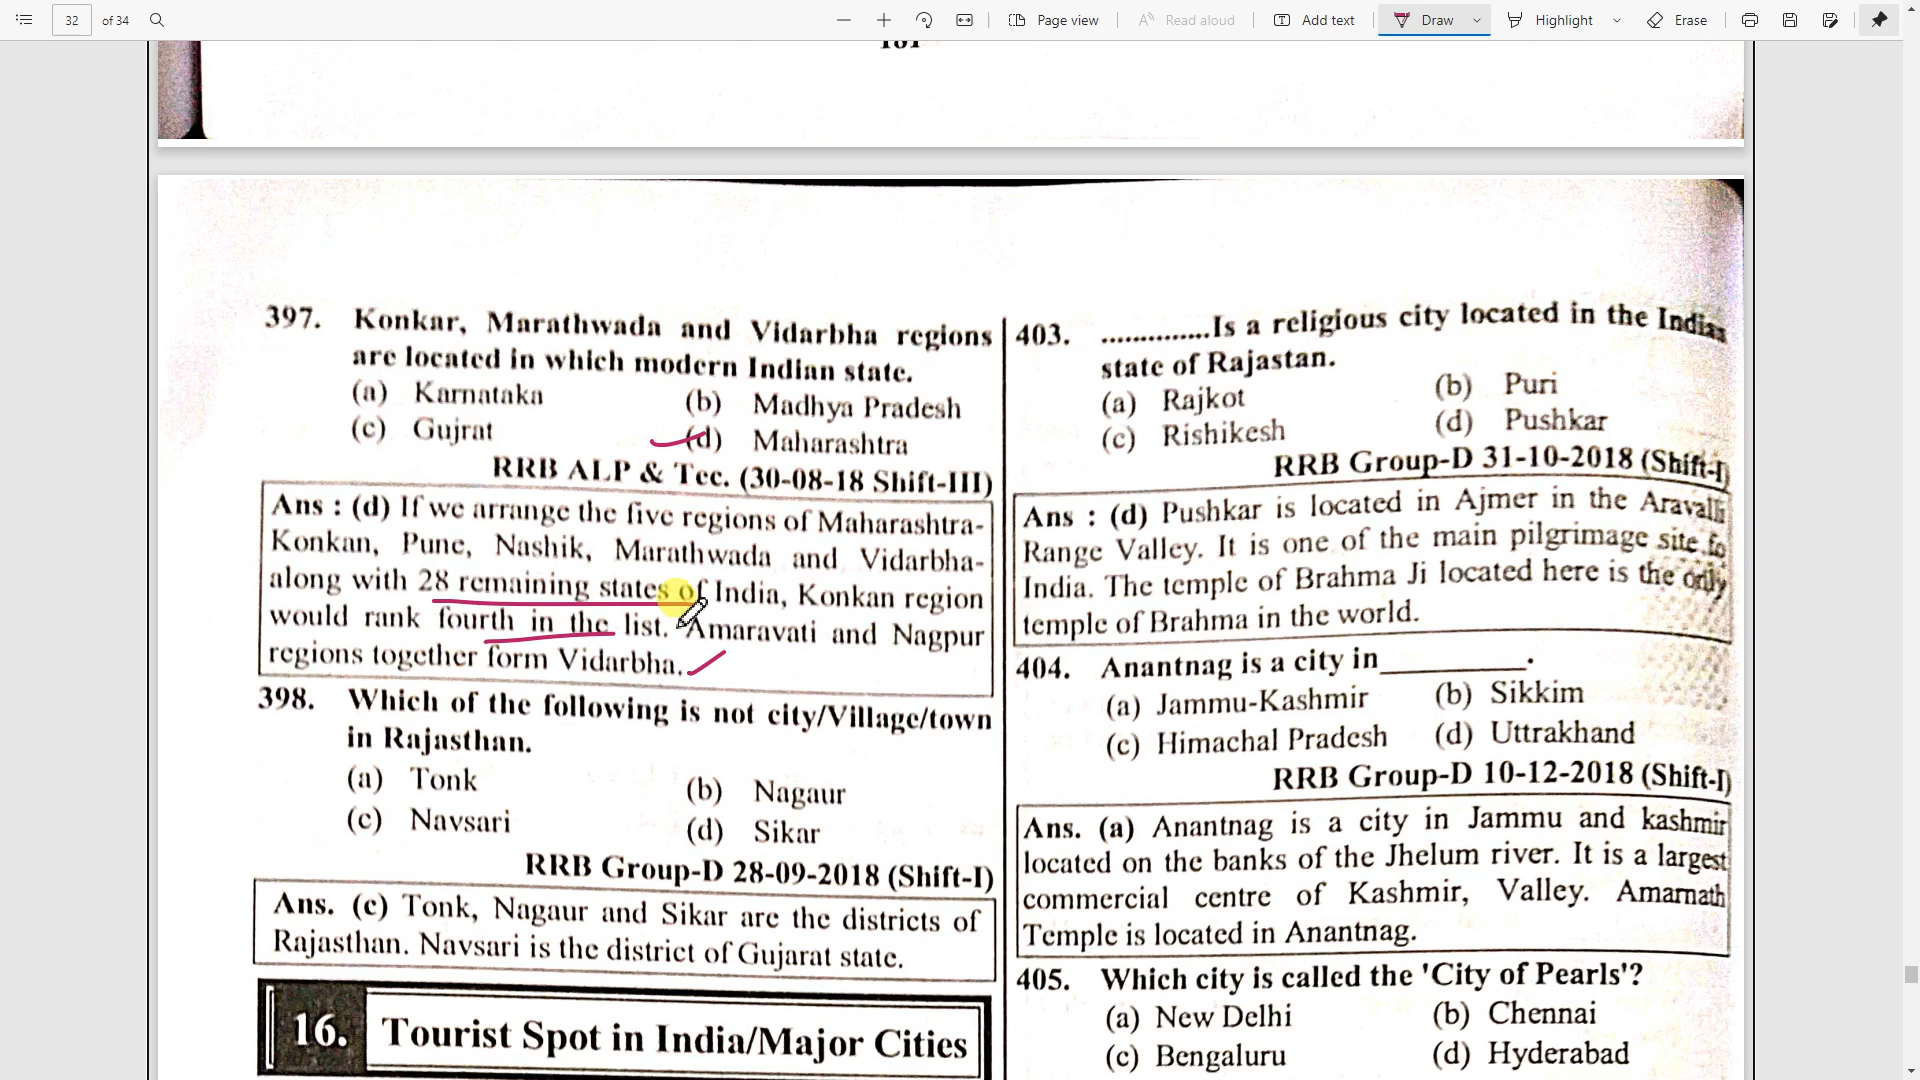 32 of 34
Page view
Read aloud
Add text
Draw
Highlight
Erase
397. Konkar, Marathwada and Vidarbha regions
are located in which modern Indian state.
(a) Karnataka (b) Madhya Pradesh
(c) Gujrat (d) Maharashtra
RRB ALP & Tec. (30-08-18 Shift-III)
Ans : (d) If we arrange the five regions of Maharashtra-
Konkan, Pune, Nashik, Marathwada and Vidarbha-
along with 28 remaining states of India, Konkan region
would rank fourth in the list. Amaravati and Nagpur
regions together form Vidarbha.
398. Which of the following is not city/Village/town
in Rajasthan.
(a) Tonk (b) Nagaur
(c) Navsari (d) Sikar
RRB Group-D 28-09-2018 (Shift-I)
Ans. (c) Tonk, Nagaur and Sikar are the districts of
Rajasthan. Navsari is the district of Gujarat state.
16. Tourist Spot in India/Major Cities
403. ..............Is a religious city located in the Indian
state of Rajastan.
(a) Rajkot (b) Puri
(c) Rishikesh (d) Pushkar
RRB Group-D 31-10-2018 (Shift-I)
Ans : (d) Pushkar is located in Ajmer in the Aravalli
Range Valley. It is one of the main pilgrimage site fo
India. The temple of Brahma Ji located here is the only
temple of Brahma in the world.
404. Anantnag is a city in__________.
(a) Jammu-Kashmir (b) Sikkim
(c) Himachal Pradesh (d) Uttrakhand
RRB Group-D 10-12-2018 (Shift-I)
Ans. (a) Anantnag is a city in Jammu and kashmir
located on the banks of the Jhelum river. It is a largest
commercial centre of Kashmir, Valley. Amarnath
Temple is located in Anantnag.
405. Which city is called the 'City of Pearls'?
(a) New Delhi (b) Chennai
(c) Bengaluru (d) Hyderabad